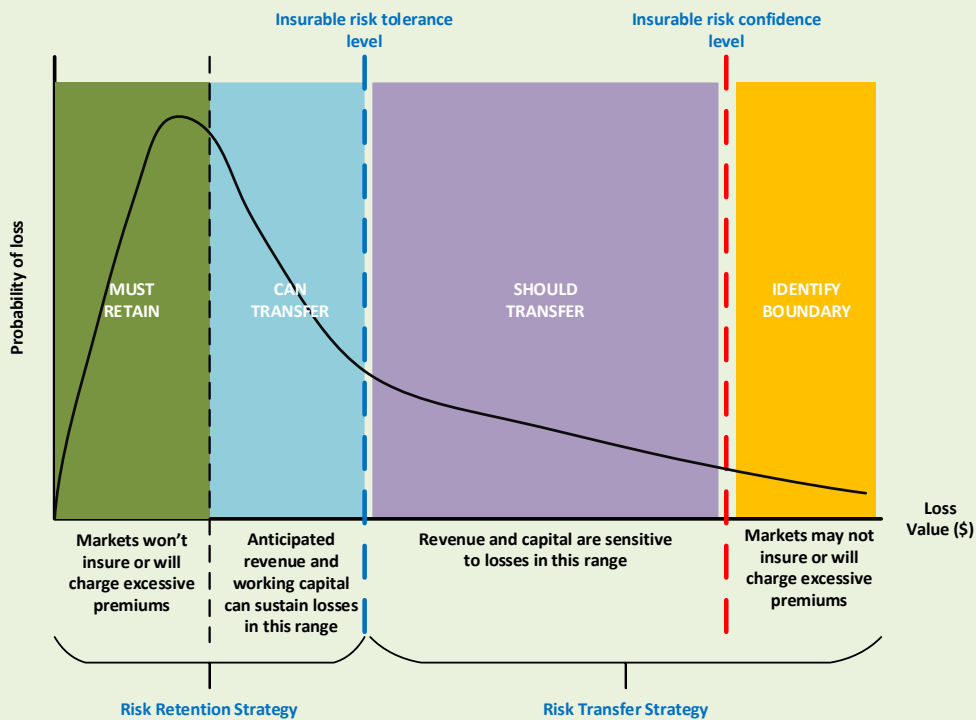 Insurable risk tolerance
level
Insurable risk confidence
level
Probability of loss
MUST
RETAIN
CAN
TRANSFER
SHOULD
TRANSFER
IDENTIFY
BOUNDARY
Loss
Value ($)
Markets won’t
insure or will
charge excessive
premiums
Anticipated
revenue and
working capital
can sustain losses
in this range
Revenue and capital are sensitive
to losses in this range
Markets may not
insure or will
charge excessive
premiums
Risk Retention Strategy
Risk Transfer Strategy